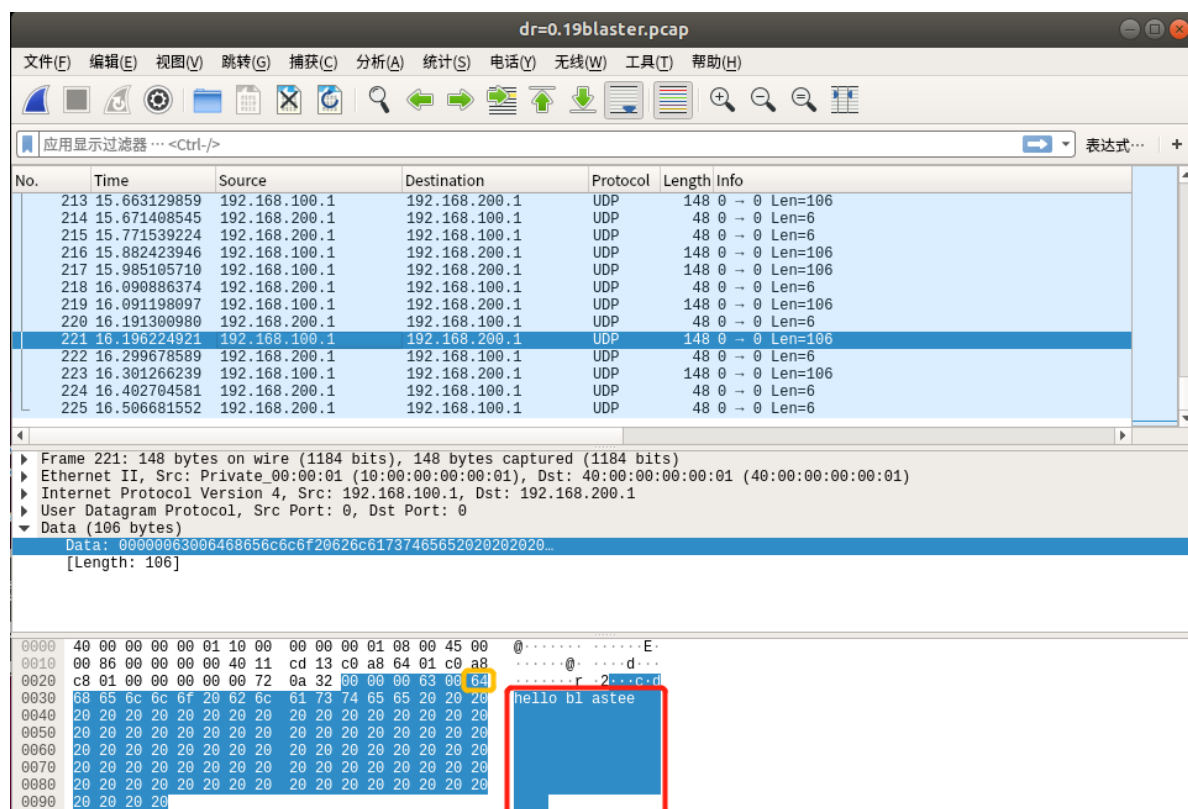 dr=0.19blaster.pcap
文件(F) 编辑(E) 视图(V) 跳转(G) 捕获(C) 分析(A) 统计(S) 电话(Y) 无线(W) 工具(T) 帮助(H)
应用显示过滤器 … <Ctrl-/> 表达式… +
No. Time Source Destination Protocol Length Info
213 15.663129859 192.168.100.1 192.168.200.1 UDP 148 0 → 0 Len=106
214 15.671408545 192.168.200.1 192.168.100.1 UDP 48 0 → 0 Len=6
215 15.771539224 192.168.200.1 192.168.100.1 UDP 48 0 → 0 Len=6
216 15.882423946 192.168.100.1 192.168.200.1 UDP 148 0 → 0 Len=106
217 15.985105710 192.168.100.1 192.168.200.1 UDP 148 0 → 0 Len=106
218 16.090886374 192.168.200.1 192.168.100.1 UDP 48 0 → 0 Len=6
219 16.091198097 192.168.100.1 192.168.200.1 UDP 148 0 → 0 Len=106
220 16.191300980 192.168.200.1 192.168.100.1 UDP 48 0 → 0 Len=6
221 16.196224921 192.168.100.1 192.168.200.1 UDP 148 0 → 0 Len=106
222 16.299678589 192.168.200.1 192.168.100.1 UDP 48 0 → 0 Len=6
223 16.301266239 192.168.100.1 192.168.200.1 UDP 148 0 → 0 Len=106
224 16.402704581 192.168.200.1 192.168.100.1 UDP 48 0 → 0 Len=6
225 16.506681552 192.168.200.1 192.168.100.1 UDP 48 0 → 0 Len=6
Frame 221: 148 bytes on wire (1184 bits), 148 bytes captured (1184 bits)
Ethernet II, Src: Private_00:00:01 (10:00:00:00:00:01), Dst: 40:00:00:00:00:01 (40:00:00:00:00:01)
Internet Protocol Version 4, Src: 192.168.100.1, Dst: 192.168.200.1
User Datagram Protocol, Src Port: 0, Dst Port: 0
Data (106 bytes)
Data: 00000063006468656c6c6f20626c61737465652020202020…
[Length: 106]
0000 40 00 00 00 00 01 10 00 00 00 00 01 08 00 45 00 @······· ······E·
0010 00 86 00 00 00 00 40 11 cd 13 c0 a8 64 01 c0 a8 ······@· ····d···
0020 c8 01 00 00 00 00 00 72 0a 32 00 00 00 63 00 64 ·······r ·2···c·d
0030 68 65 6c 6c 6f 20 62 6c 61 73 74 65 65 20 20 20 hello bl astee
0040 20 20 20 20 20 20 20 20 20 20 20 20 20 20 20 20
0050 20 20 20 20 20 20 20 20 20 20 20 20 20 20 20 20
0060 20 20 20 20 20 20 20 20 20 20 20 20 20 20 20 20
0070 20 20 20 20 20 20 20 20 20 20 20 20 20 20 20 20
0080 20 20 20 20 20 20 20 20 20 20 20 20 20 20 20 20
0090 20 20 20 20